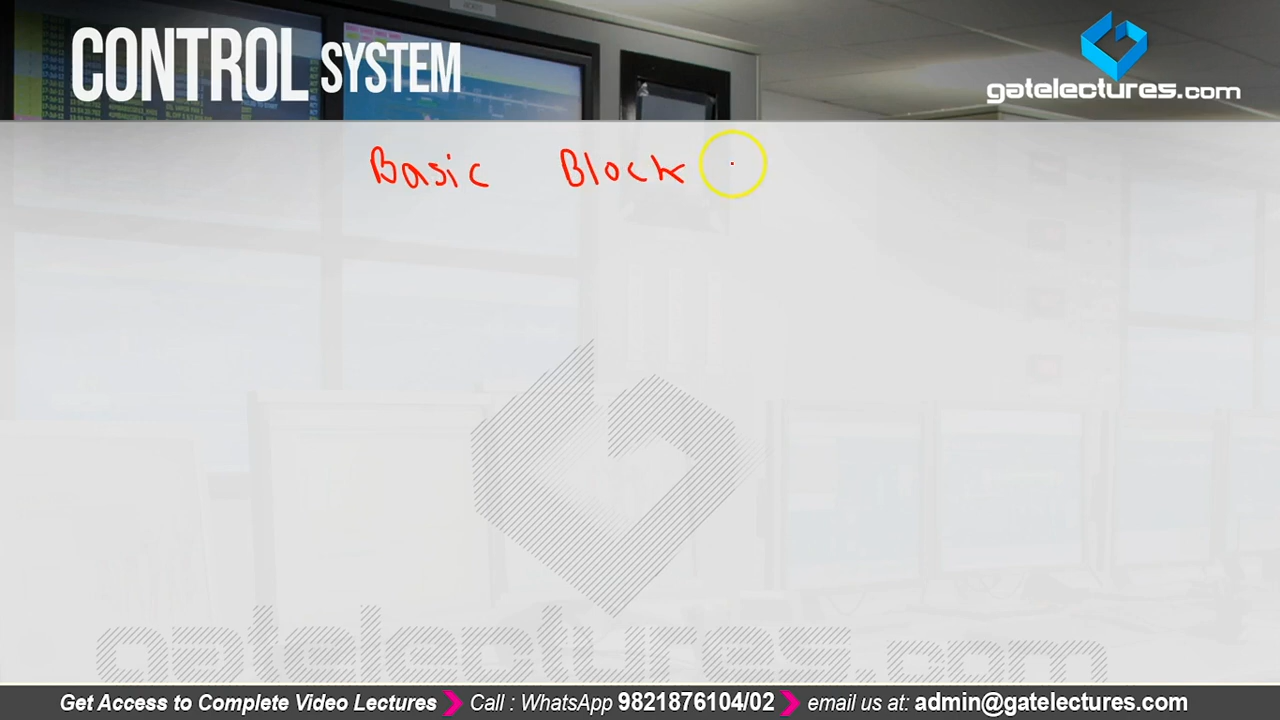 CONTROL SYSTEM
gatelectures.com
Basic Block
gatelectures.com
Get Access to Complete Video Lectures Call : WhatsApp 9821876104/02 email us at: admin@gatelectures.com